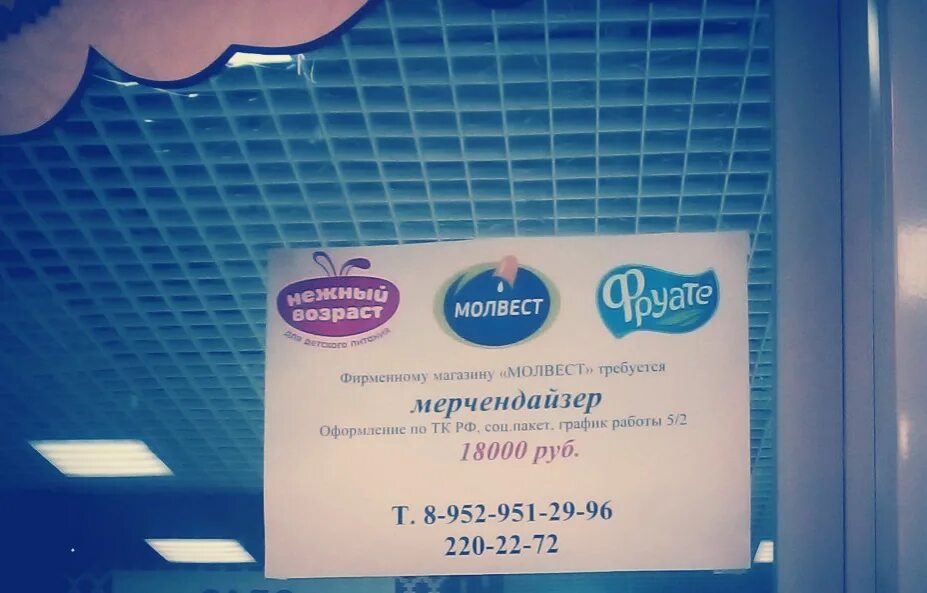 нежный
возраст
для детского питания
МОЛВЕСТ
Фруате
Фирменному магазину «МОЛВЕСТ» требуется
мерчендайзер
Оформление по ТК РФ, соц.пакет, график работы 5/2
18000 руб.
Т. 8-952-951-29-96
220-22-72